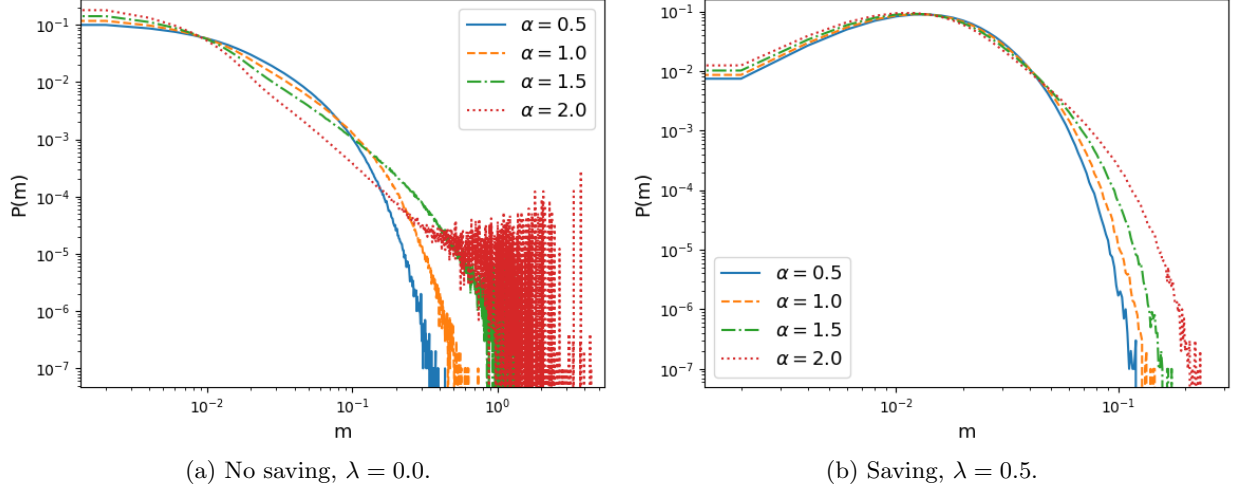 10⁻¹
10⁻²
10⁻³
10⁻⁴
10⁻⁵
10⁻⁶
10⁻⁷
P(m)
α = 0.5
α = 1.0
α = 1.5
α = 2.0
10⁻² 10⁻¹ 10⁰
m
(a) No saving, λ = 0.0.
10⁻¹
10⁻²
10⁻³
10⁻⁴
10⁻⁵
10⁻⁶
10⁻⁷
P(m)
α = 0.5
α = 1.0
α = 1.5
α = 2.0
10⁻² 10⁻¹
m
(b) Saving, λ = 0.5.